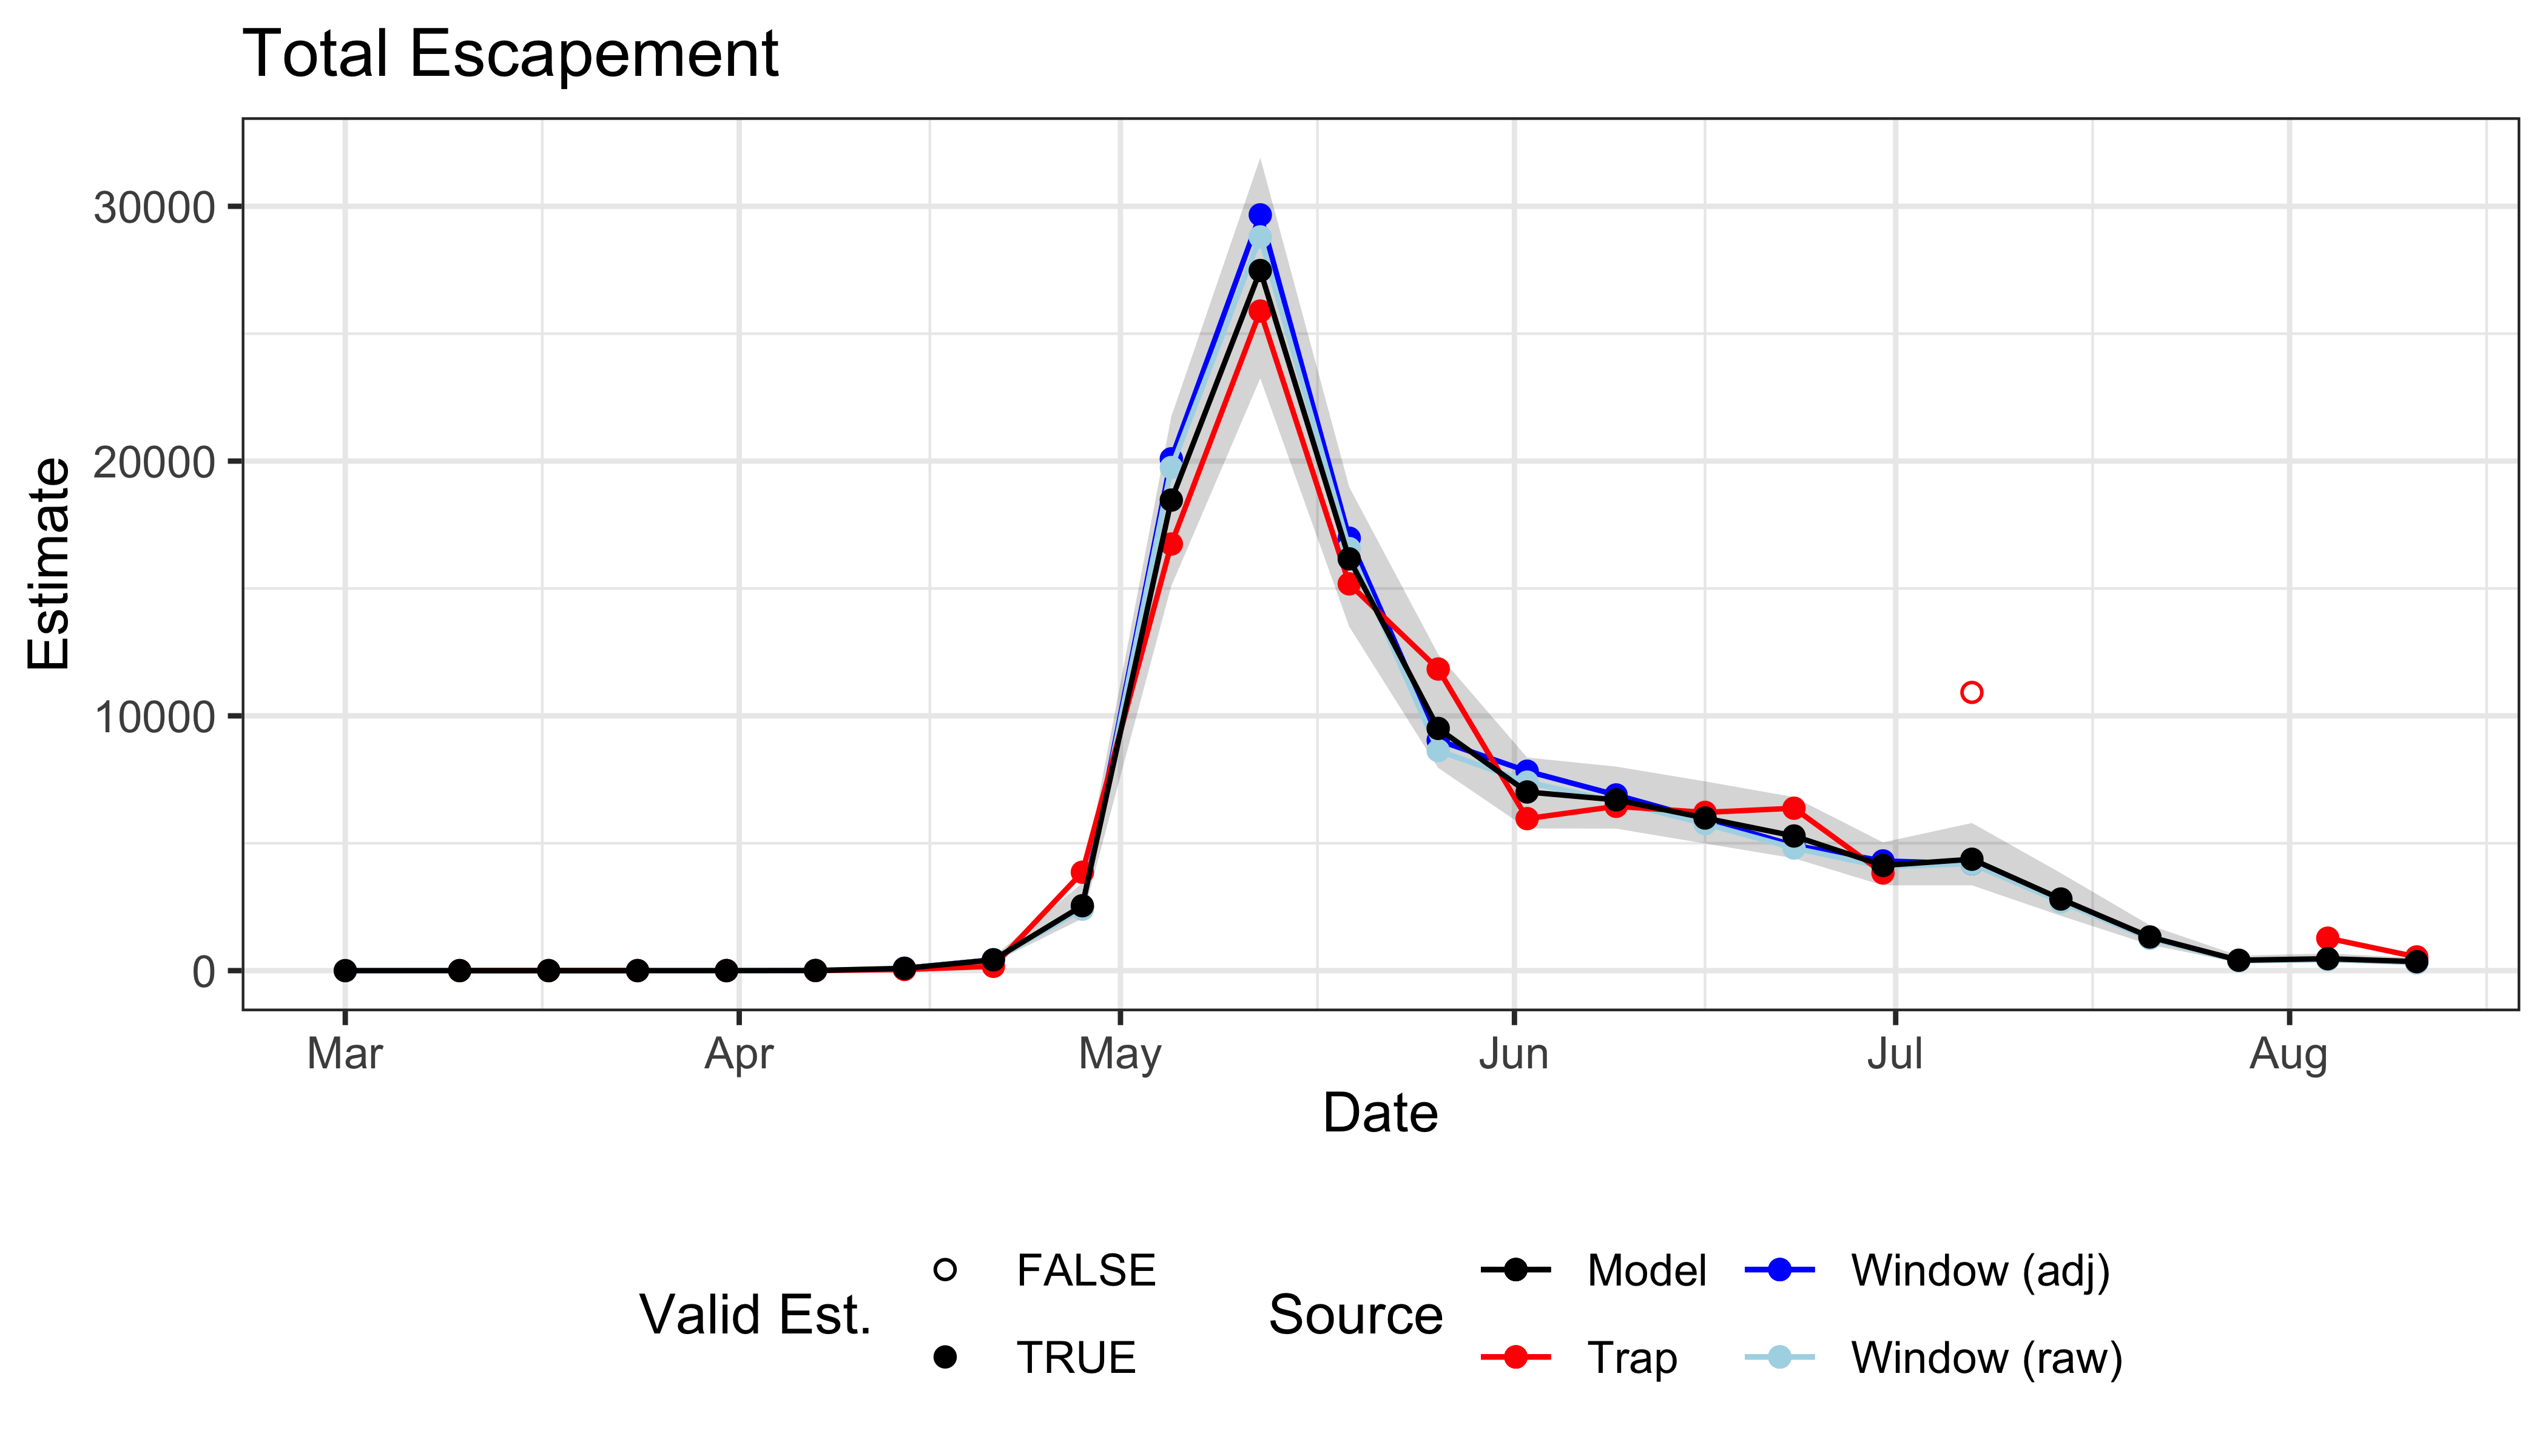 Total Escapement
30000
20000
10000
0
Estimate
Mar Apr May Jun Jul Aug
Date
Valid Est.
FALSE
TRUE
Source
Model
Trap
Window (adj)
Window (raw)